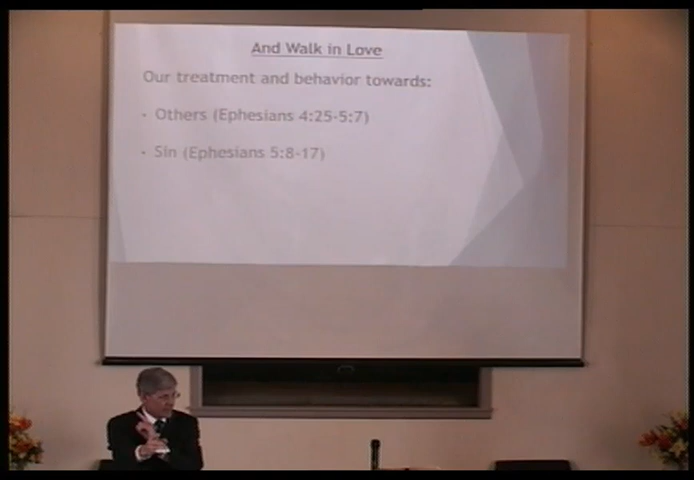 And Walk in Love
Our treatment and behavior towards:
• Others (Ephesians 4:25-5:7)
• Sin (Ephesians 5:8-17)